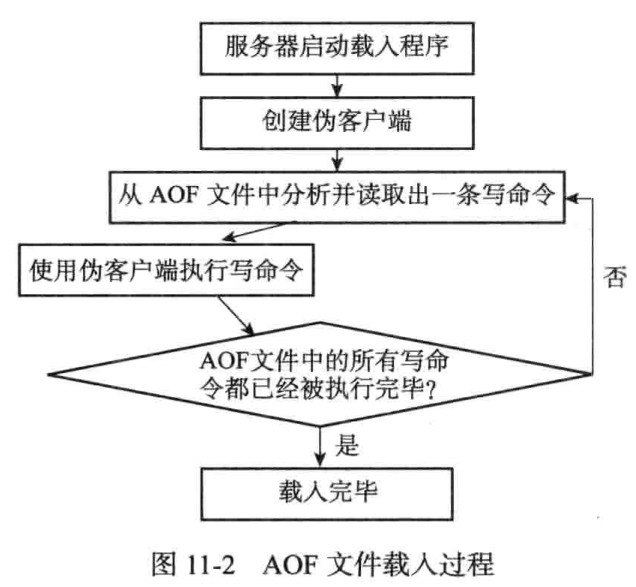 服务器启动载入程序
创建伪客户端
从 AOF 文件中分析并读取出一条写命令
使用伪客户端执行写命令
否
AOF文件中的所有写命
令都已经被执行完毕？
是
载入完毕
图 11-2 AOF 文件载入过程